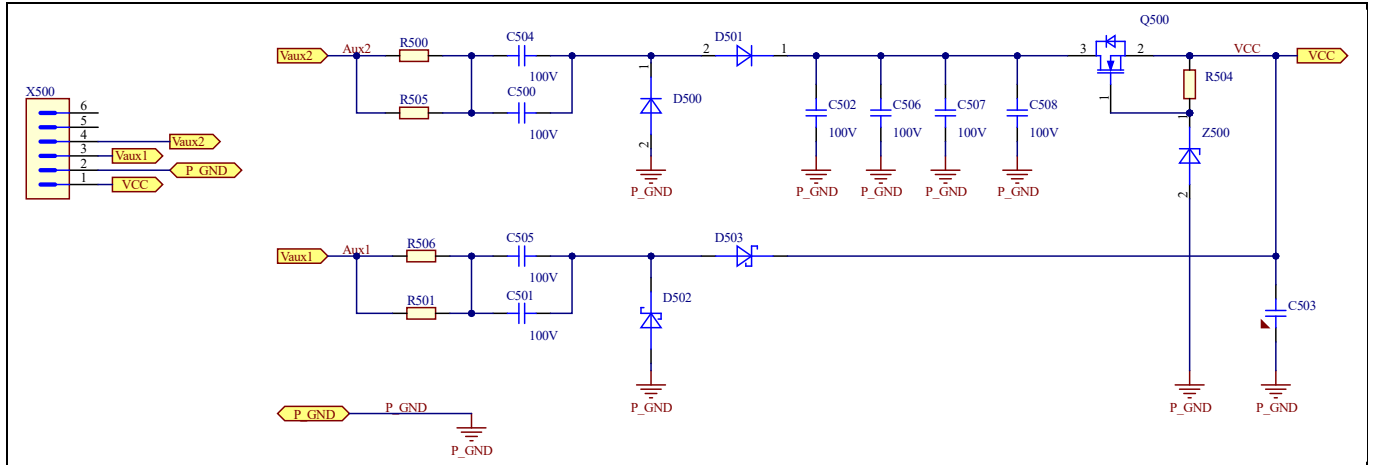 X500
6
5
4
3
2
1
Vaux2
Vaux1
P_GND
VCC
Vaux2
Aux2
R500
R505
C504
100V
C500
100V
1
D500
2
P_GND
2
D501
1
C502
100V
P_GND
C506
100V
P_GND
C507
100V
P_GND
C508
100V
P_GND
Q500
3
2
1
VCC
VCC
R504
1
Z500
2
P_GND
Vaux1
Aux1
R506
R501
C505
100V
C501
100V
D502
P_GND
D503
C503
P_GND
P_GND
P_GND
P_GND